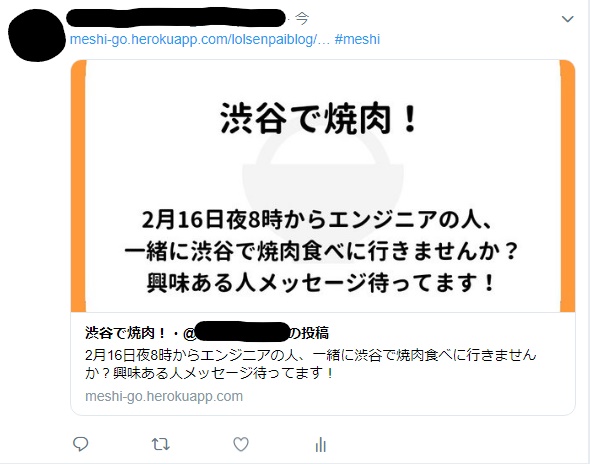 · 今
meshi-go.herokuapp.com/lolsenpaiblog/… #meshi
渋谷で焼肉！
2月16日夜8時からエンジニアの人、
一緒に渋谷で焼肉食べに行きませんか？
興味ある人メッセージ待ってます！
渋谷で焼肉！・@ の投稿
2月16日夜8時からエンジニアの人、一緒に渋谷で焼肉食べに行きません
か？興味ある人メッセージ待ってます！
meshi-go.herokuapp.com